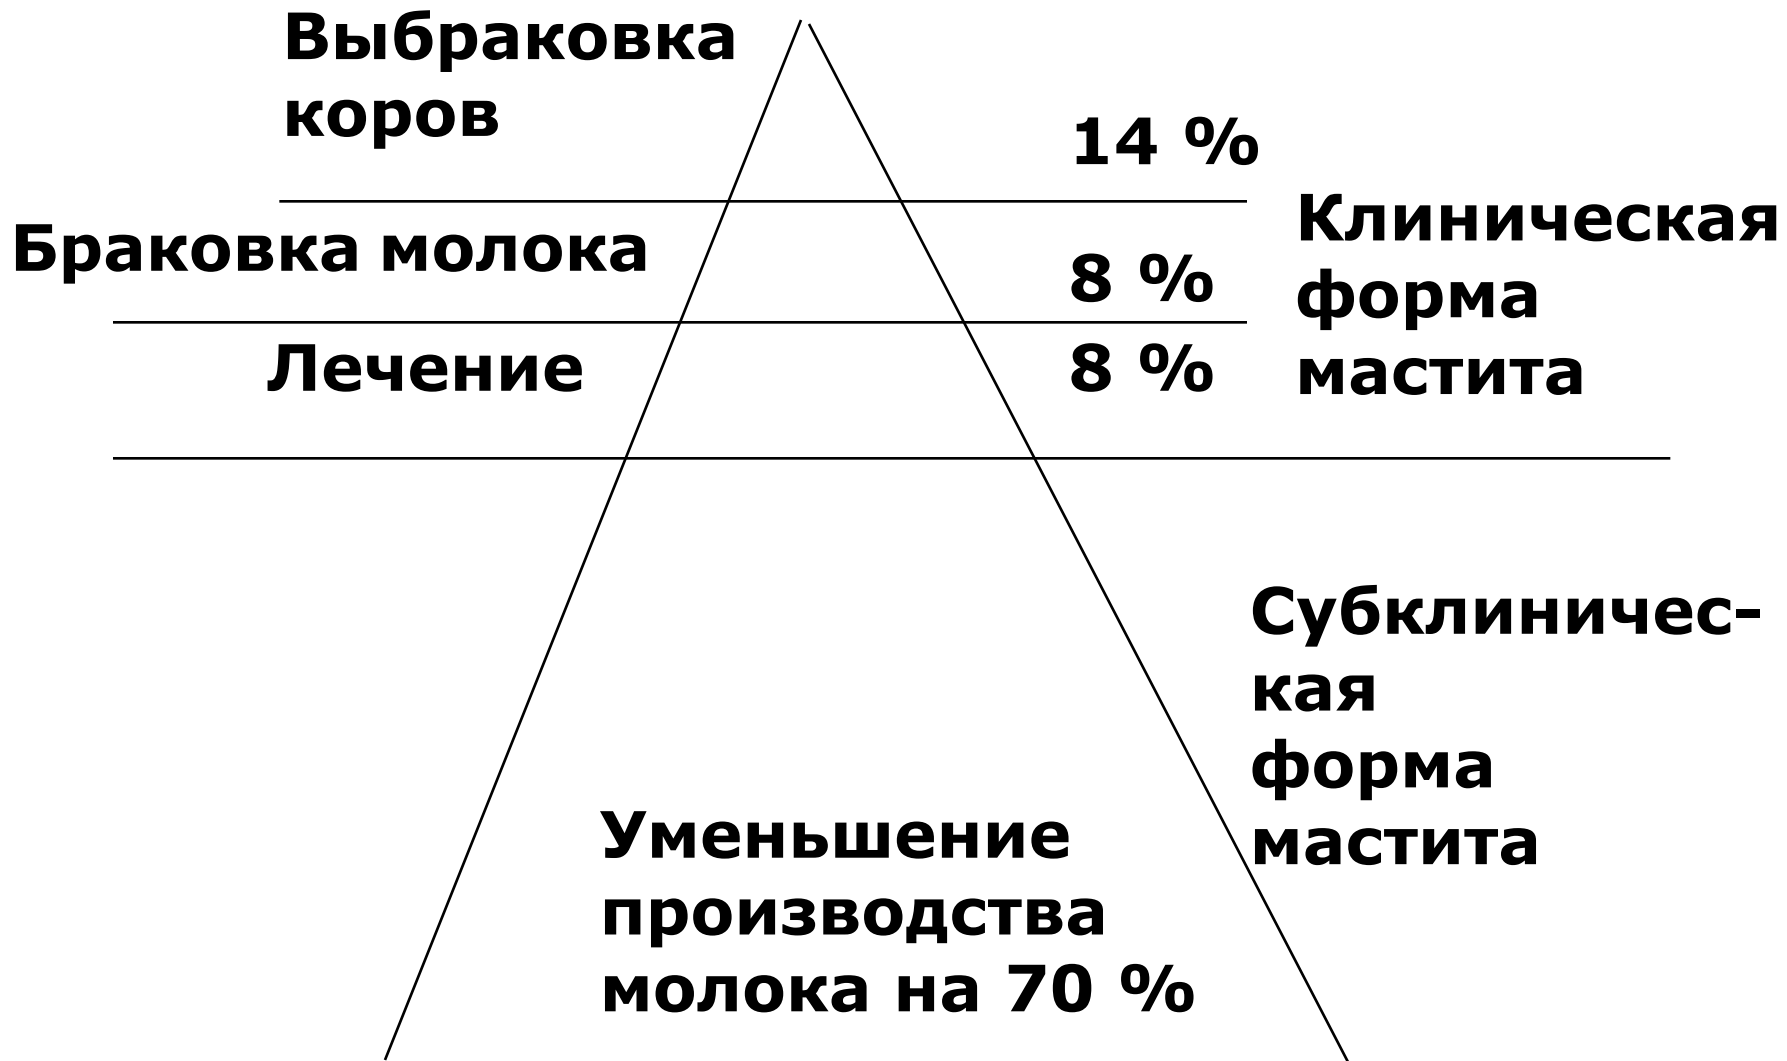 Выбраковка
коров
14 %
Браковка молока
8 %
Лечение
8 %
Клиническая
форма
мастита
Субклиничес-
кая
форма
мастита
Уменьшение
производства
молока на 70 %